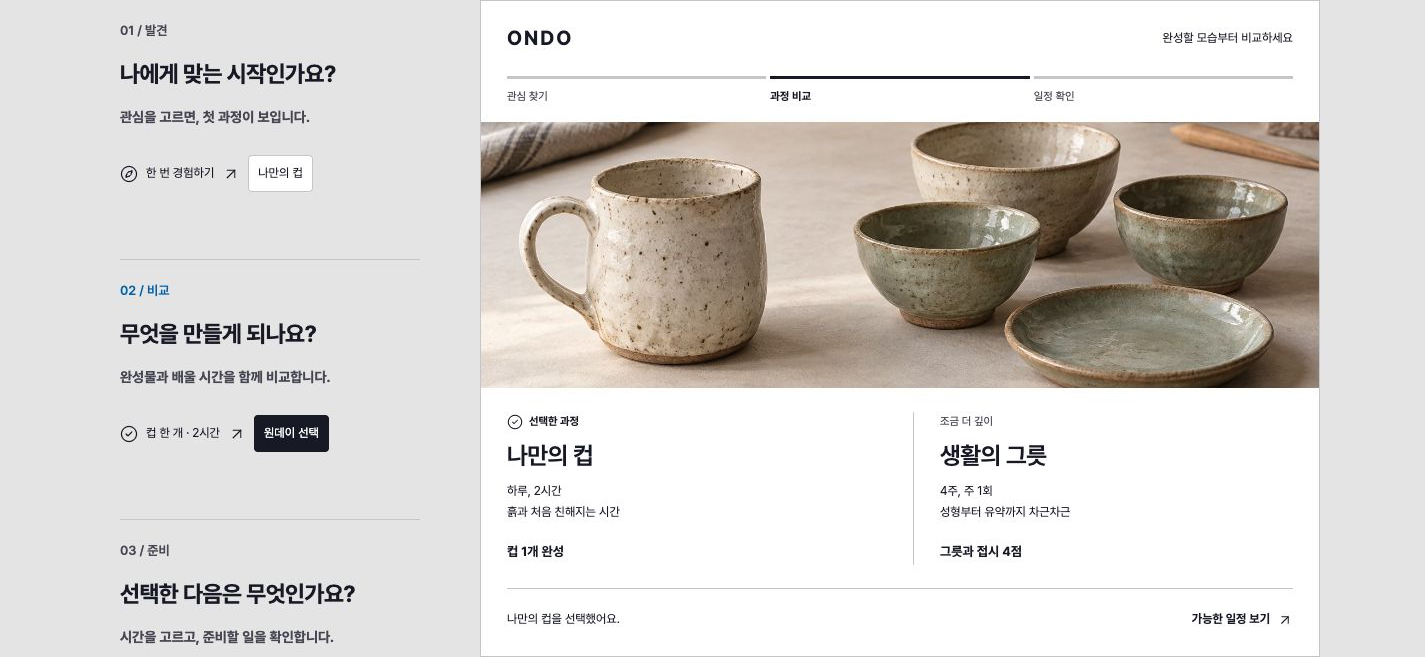 01 / 발견
나에게 맞는 시작인가요?
관심을 고르면, 첫 과정이 보입니다.
한 번 경험하기
나만의 컵
02 / 비교
무엇을 만들게 되나요?
완성물과 배울 시간을 함께 비교합니다.
컵 한 개 · 2시간
원데이 선택
03 / 준비
선택한 다음은 무엇인가요?
시간을 고르고, 준비할 일을 확인합니다.
ONDO
완성할 모습부터 비교하세요
관심 찾기
과정 비교
일정 확인
선택한 과정
나만의 컵
하루, 2시간
흙과 처음 친해지는 시간
컵 1개 완성
조금 더 깊이
생활의 그릇
4주, 주 1회
성형부터 유약까지 차근차근
그릇과 접시 4점
나만의 컵을 선택했어요.
가능한 일정 보기